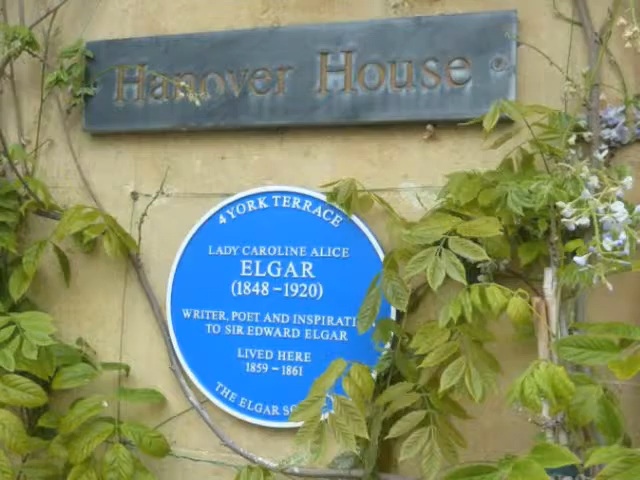 Hanover House
4 YORK TERRACE
LADY CAROLINE ALICE
ELGAR
(1848-1920)
WRITER, POET AND INSPIRATI
TO SIR EDWARD ELGAR
LIVED HERE
1859-1861
THE ELGAR SO